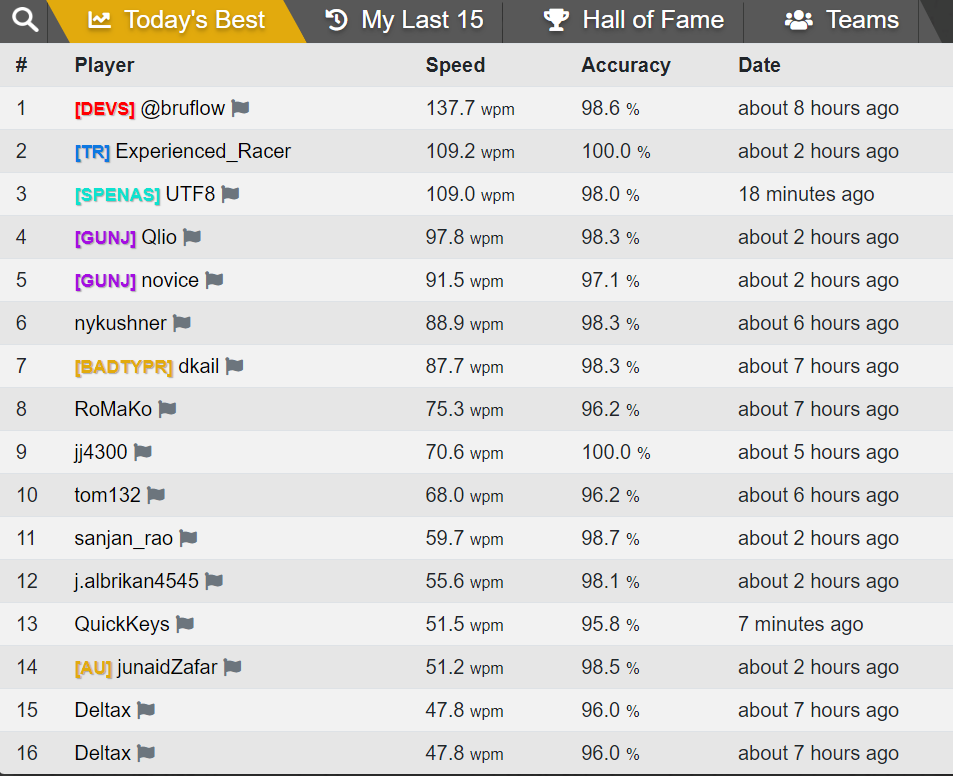 Today's Best My Last 15 Hall of Fame Teams
# Player Speed Accuracy Date
1 [DEVS] @bruflow 137.7 wpm 98.6 % about 8 hours ago
2 [TR] Experienced_Racer 109.2 wpm 100.0 % about 2 hours ago
3 [SPENAS] UTF8 109.0 wpm 98.0 % 18 minutes ago
4 [GUNJ] Qlio 97.8 wpm 98.3 % about 2 hours ago
5 [GUNJ] novice 91.5 wpm 97.1 % about 2 hours ago
6 nykushner 88.9 wpm 98.3 % about 6 hours ago
7 [BADTYPR] dkail 87.7 wpm 98.3 % about 7 hours ago
8 RoMaKo 75.3 wpm 96.2 % about 7 hours ago
9 jj4300 70.6 wpm 100.0 % about 5 hours ago
10 tom132 68.0 wpm 96.2 % about 6 hours ago
11 sanjan_rao 59.7 wpm 98.7 % about 2 hours ago
12 j.albrikan4545 55.6 wpm 98.1 % about 2 hours ago
13 QuickKeys 51.5 wpm 95.8 % 7 minutes ago
14 [AU] junaidZafar 51.2 wpm 98.5 % about 2 hours ago
15 Deltax 47.8 wpm 96.0 % about 7 hours ago
16 Deltax 47.8 wpm 96.0 % about 7 hours ago